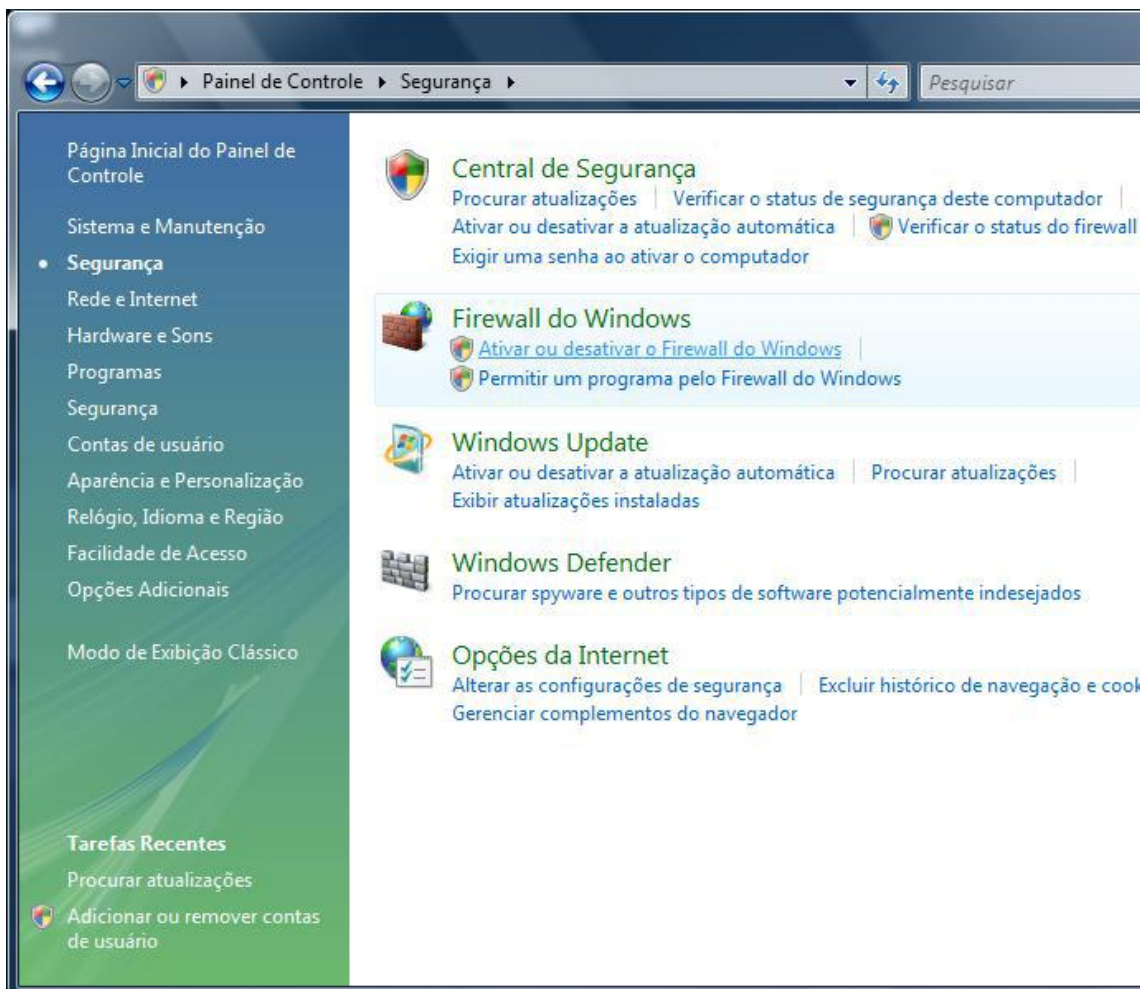 Painel de Controle
Segurança
Pesquisar
Página Inicial do Painel de
Controle
Sistema e Manutenção
Segurança
Rede e Internet
Hardware e Sons
Programas
Segurança
Contas de usuário
Aparência e Personalização
Relógio, Idioma e Região
Facilidade de Acesso
Opções Adicionais
Modo de Exibição Clássico
Tarefas Recentes
Procurar atualizações
Adicionar ou remover contas
de usuário
Central de Segurança
Procurar atualizações
Verificar o status de segurança deste computador
Ativar ou desativar a atualização automática
Verificar o status do firewall
Exigir uma senha ao ativar o computador
Firewall do Windows
Ativar ou desativar o Firewall do Windows
Permitir um programa pelo Firewall do Windows
Windows Update
Ativar ou desativar a atualização automática
Procurar atualizações
Exibir atualizações instaladas
Windows Defender
Procurar spyware e outros tipos de software potencialmente indesejados
Opções da Internet
Alterar as configurações de segurança
Excluir histórico de navegação e cook
Gerenciar complementos do navegador